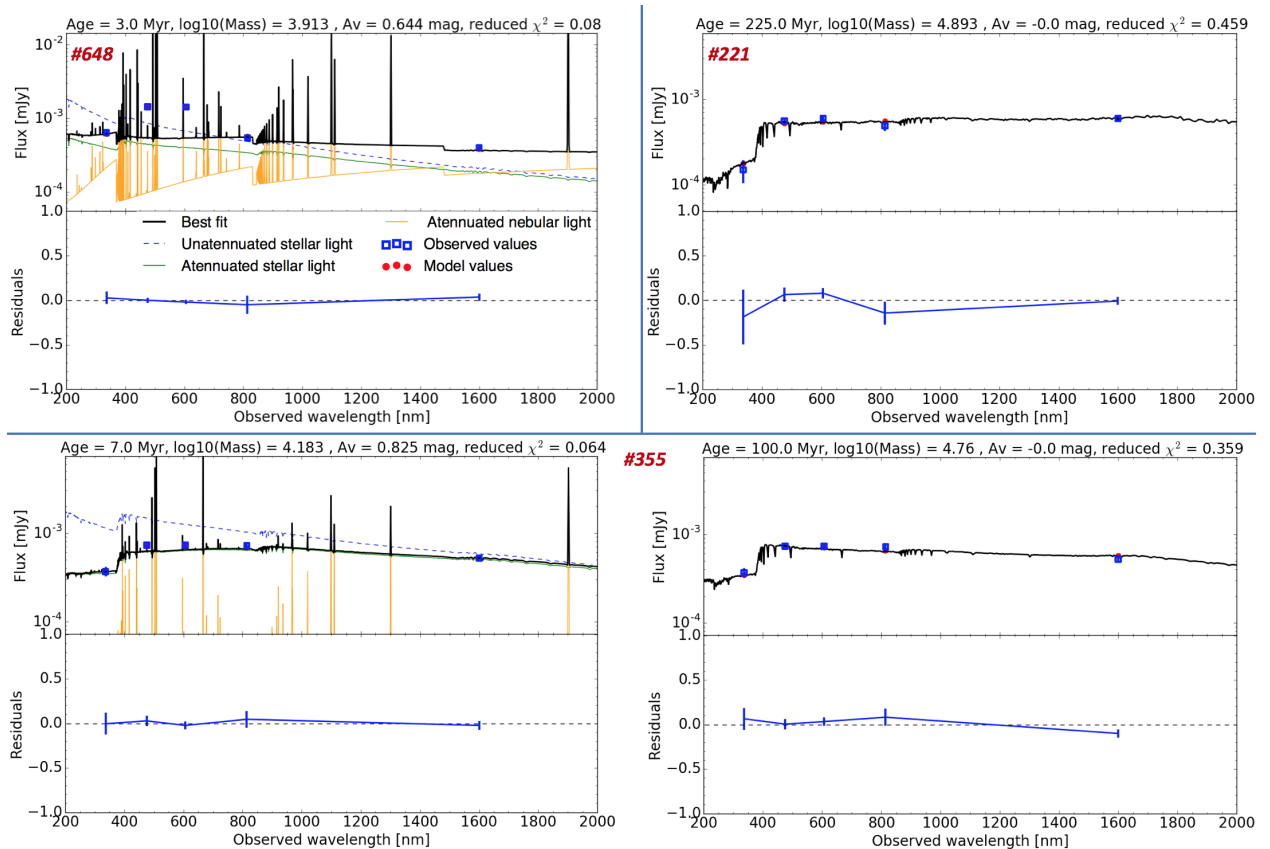 Age = 3.0 Myr, log10(Mass) = 3.913 , Av = 0.644 mag, reduced χ² = 0.08
#648
Flux [mJy]
10⁻²
10⁻³
10⁻⁴
Best fit
Unatennuated stellar light
Atennuated stellar light
Atennuated nebular light
Observed values
Model values
Residuals
1.0
0.5
0.0
−0.5
−1.0
200 400 600 800 1000 1200 1400 1600 1800 2000
Observed wavelength [nm]
Age = 225.0 Myr, log10(Mass) = 4.893 , Av = -0.0 mag, reduced χ² = 0.459
#221
Flux [mJy]
10⁻³
10⁻⁴
Residuals
1.0
0.5
0.0
−0.5
−1.0
200 400 600 800 1000 1200 1400 1600 1800 2000
Observed wavelength [nm]
Age = 7.0 Myr, log10(Mass) = 4.183 , Av = 0.825 mag, reduced χ² = 0.064
#355
Flux [mJy]
10⁻³
10⁻⁴
Residuals
1.0
0.5
0.0
−0.5
−1.0
200 400 600 800 1000 1200 1400 1600 1800 2000
Observed wavelength [nm]
Age = 100.0 Myr, log10(Mass) = 4.76 , Av = -0.0 mag, reduced χ² = 0.359
Flux [mJy]
10⁻³
10⁻⁴
Residuals
1.0
0.5
0.0
−0.5
−1.0
200 400 600 800 1000 1200 1400 1600 1800 2000
Observed wavelength [nm]